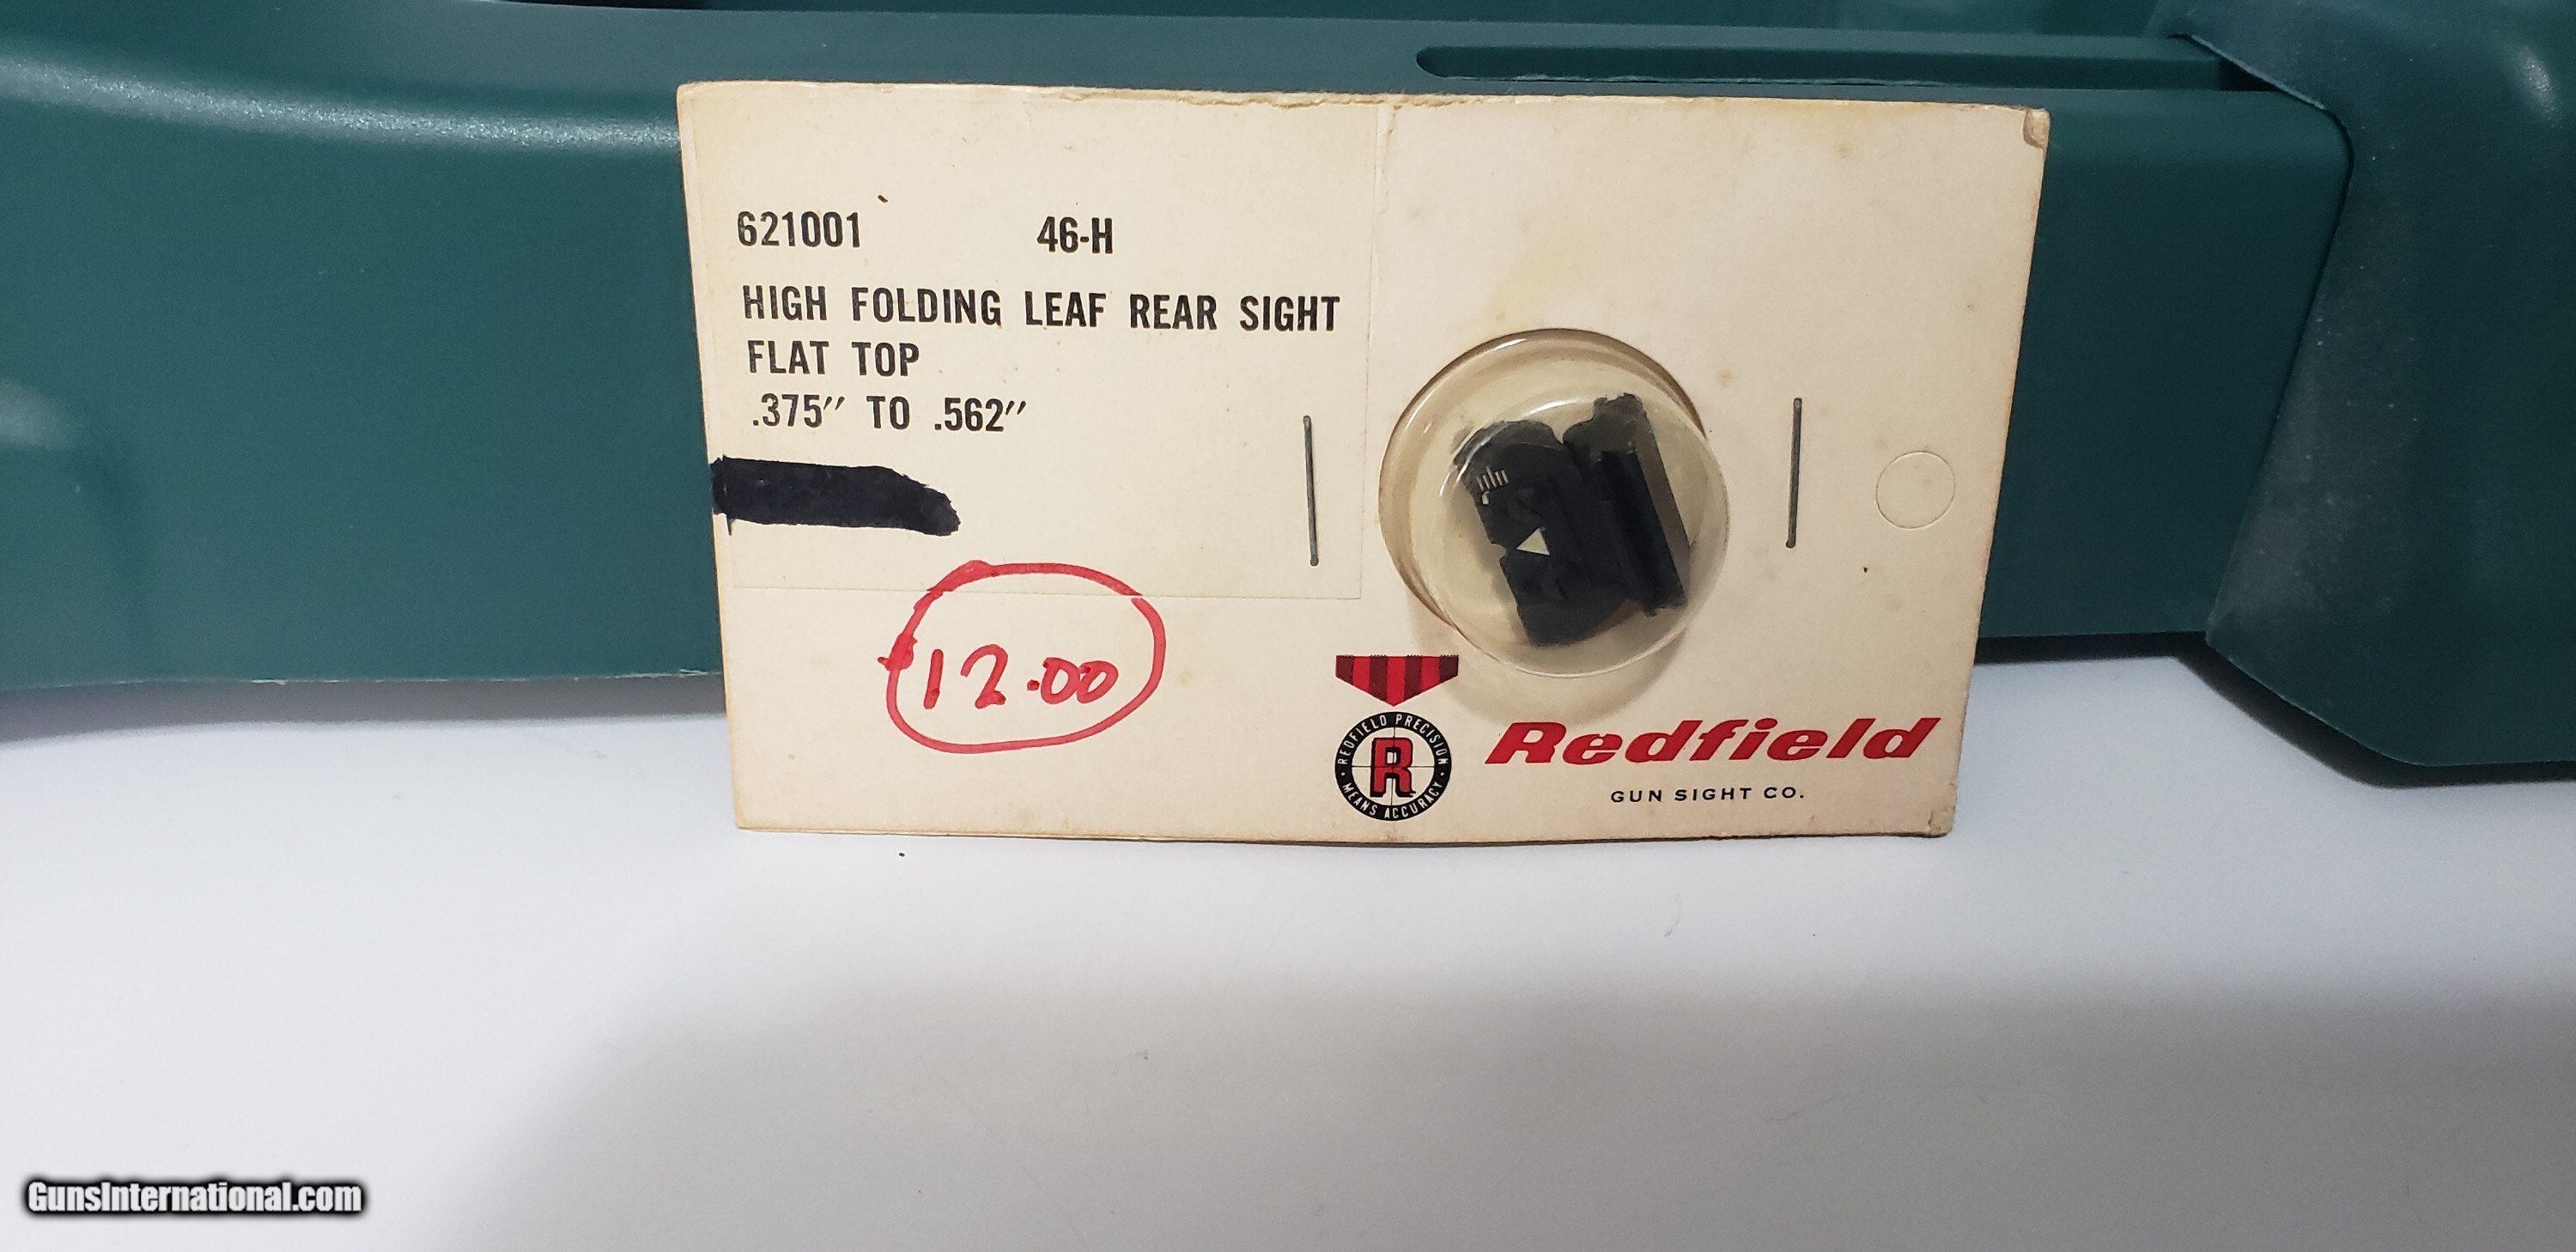 621001 46-H
HIGH FOLDING LEAF REAR SIGHT
FLAT TOP
.375" TO .562"
12.00
REDFIELD PRECISION
MEANS ACCURACY
R
Redfield
GUN SIGHT CO.
GunsInternational.com